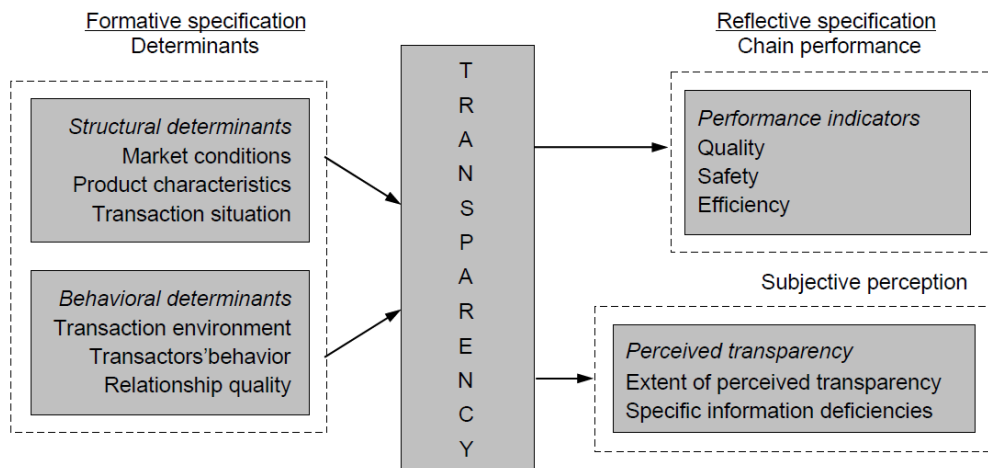 Formative specification
Determinants
Structural determinants
Market conditions
Product characteristics
Transaction situation
Behavioral determinants
Transaction environment
Transactors'behavior
Relationship quality
T
R
A
N
S
P
A
R
E
N
C
Y
Reflective specification
Chain performance
Performance indicators
Quality
Safety
Efficiency
Subjective perception
Perceived transparency
Extent of perceived transparency
Specific information deficiencies